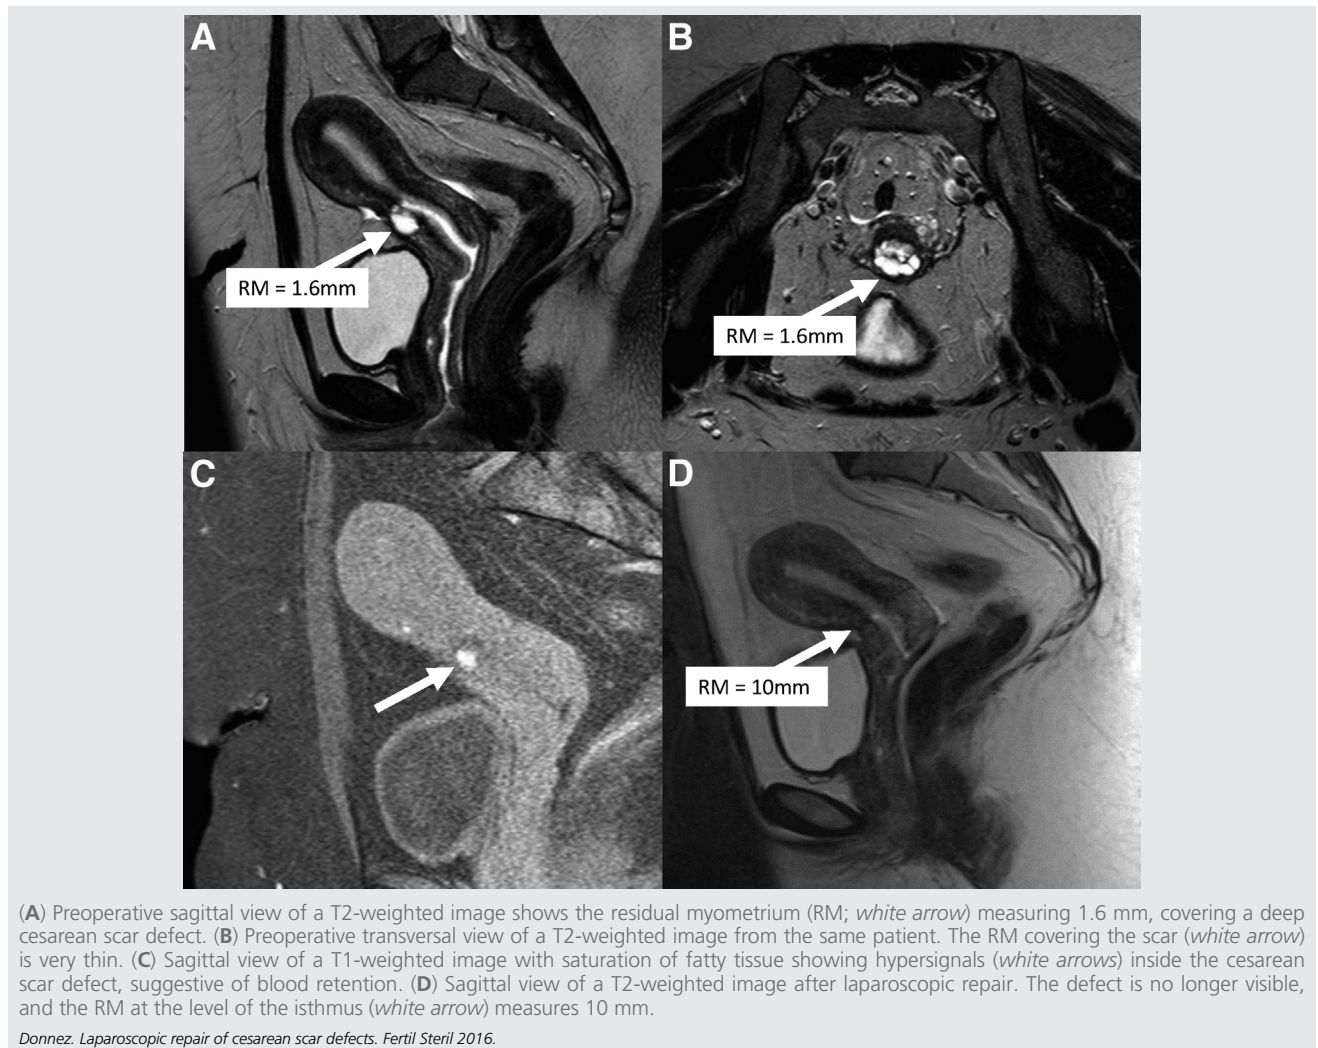 A
B
RM = 1.6mm
RM = 1.6mm
C
D
RM = 10mm
(A) Preoperative sagittal view of a T2-weighted image shows the residual myometrium (RM; white arrow) measuring 1.6 mm, covering a deep
cesarean scar defect. (B) Preoperative transversal view of a T2-weighted image from the same patient. The RM covering the scar (white arrow)
is very thin. (C) Sagittal view of a T1-weighted image with saturation of fatty tissue showing hypersignals (white arrows) inside the cesarean
scar defect, suggestive of blood retention. (D) Sagittal view of a T2-weighted image after laparoscopic repair. The defect is no longer visible,
and the RM at the level of the isthmus (white arrow) measures 10 mm.
Donnez. Laparoscopic repair of cesarean scar defects. Fertil Steril 2016.